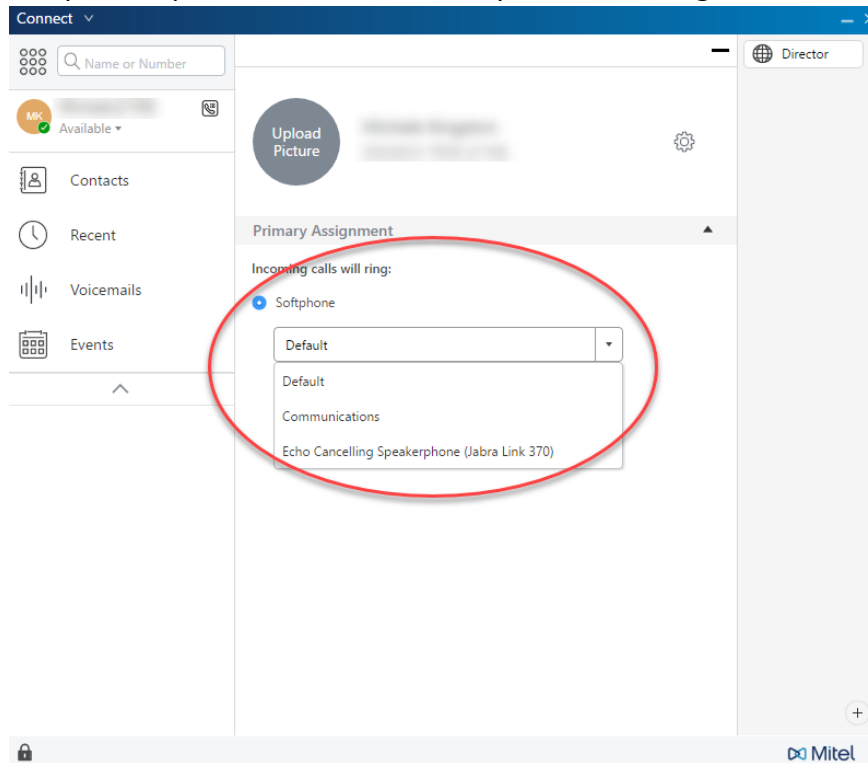 Connect
Name or Number
Director
MK
Available
Upload
Picture
Contacts
Recent
Voicemails
Events
Primary Assignment
Incoming calls will ring:
Softphone
Default
Default
Communications
Echo Cancelling Speakerphone (Jabra Link 370)
Mitel